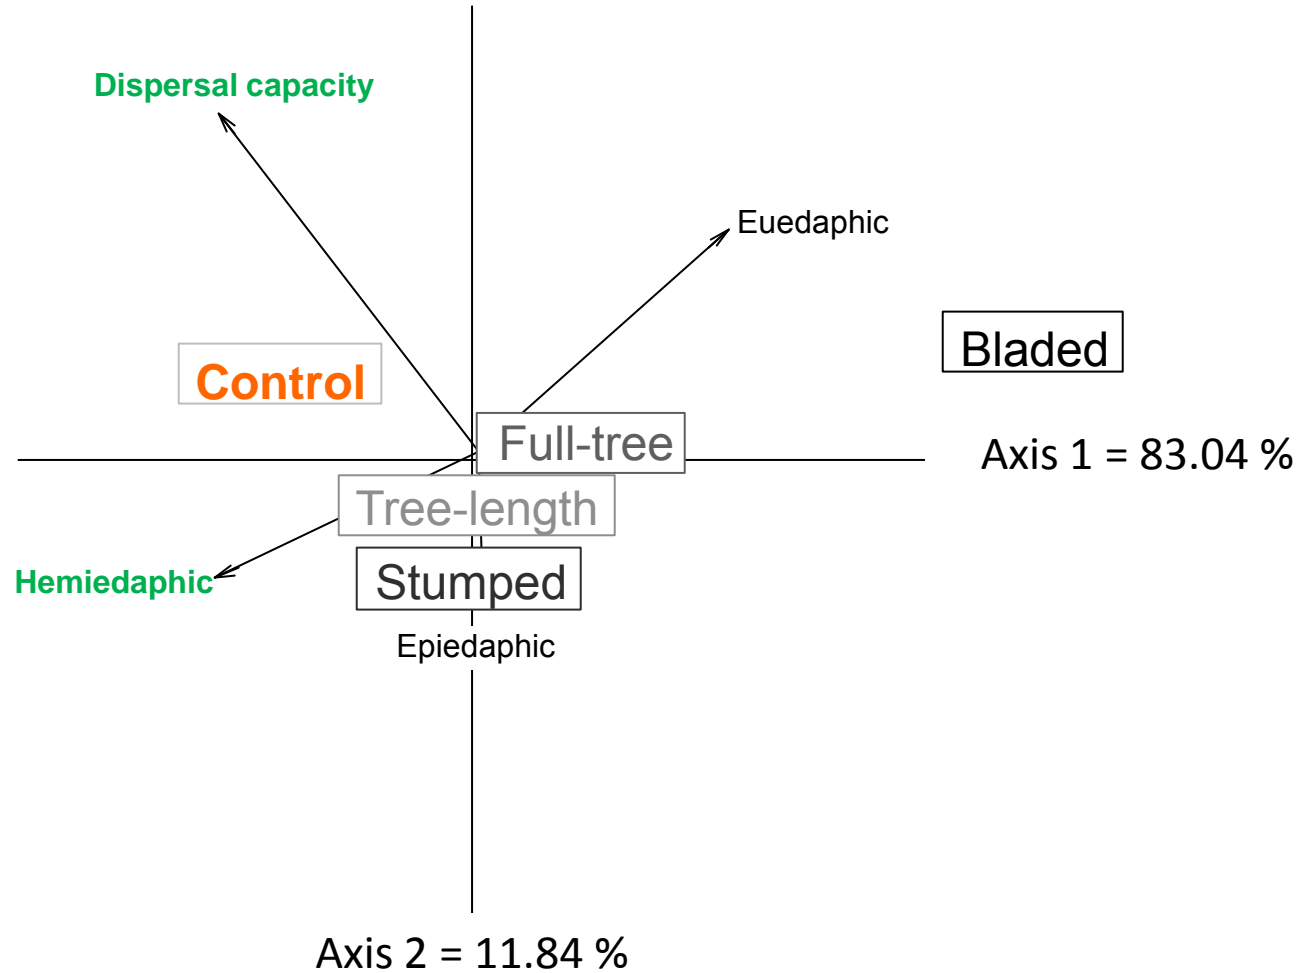 Dispersal capacity
Euedaphic
Bladed
Control
Full-tree
Axis 1 = 83.04 %
Tree-length
Hemiedaphic
Stumped
Epiedaphic
Axis 2 = 11.84 %